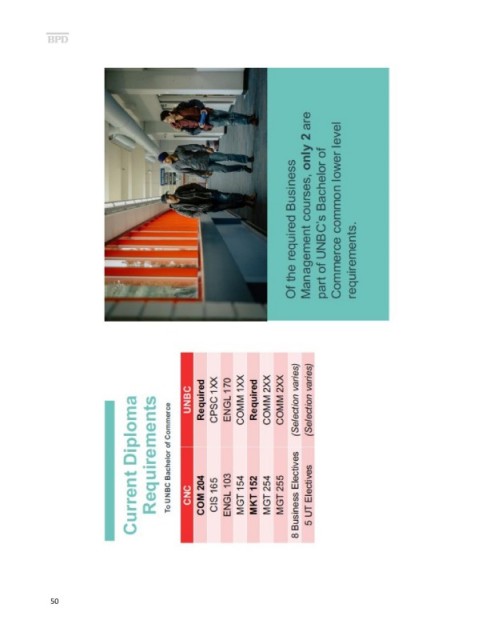 BPD
Current Diploma
Requirements
To UNBC Bachelor of Commerce
CNC UNBC
COM 204 Required
CIS 165 CPSC 1XX
ENGL 103 ENGL 170
MGT 154 COMM 1XX
MKT 152 Required
MGT 254 COMM 2XX
MGT 255 COMM 2XX
8 Business Electives (Selection varies)
5 UT Electives (Selection varies)
Of the required Business
Management courses, only 2 are
part of UNBC's Bachelor of
Commerce common lower level
requirements.
50